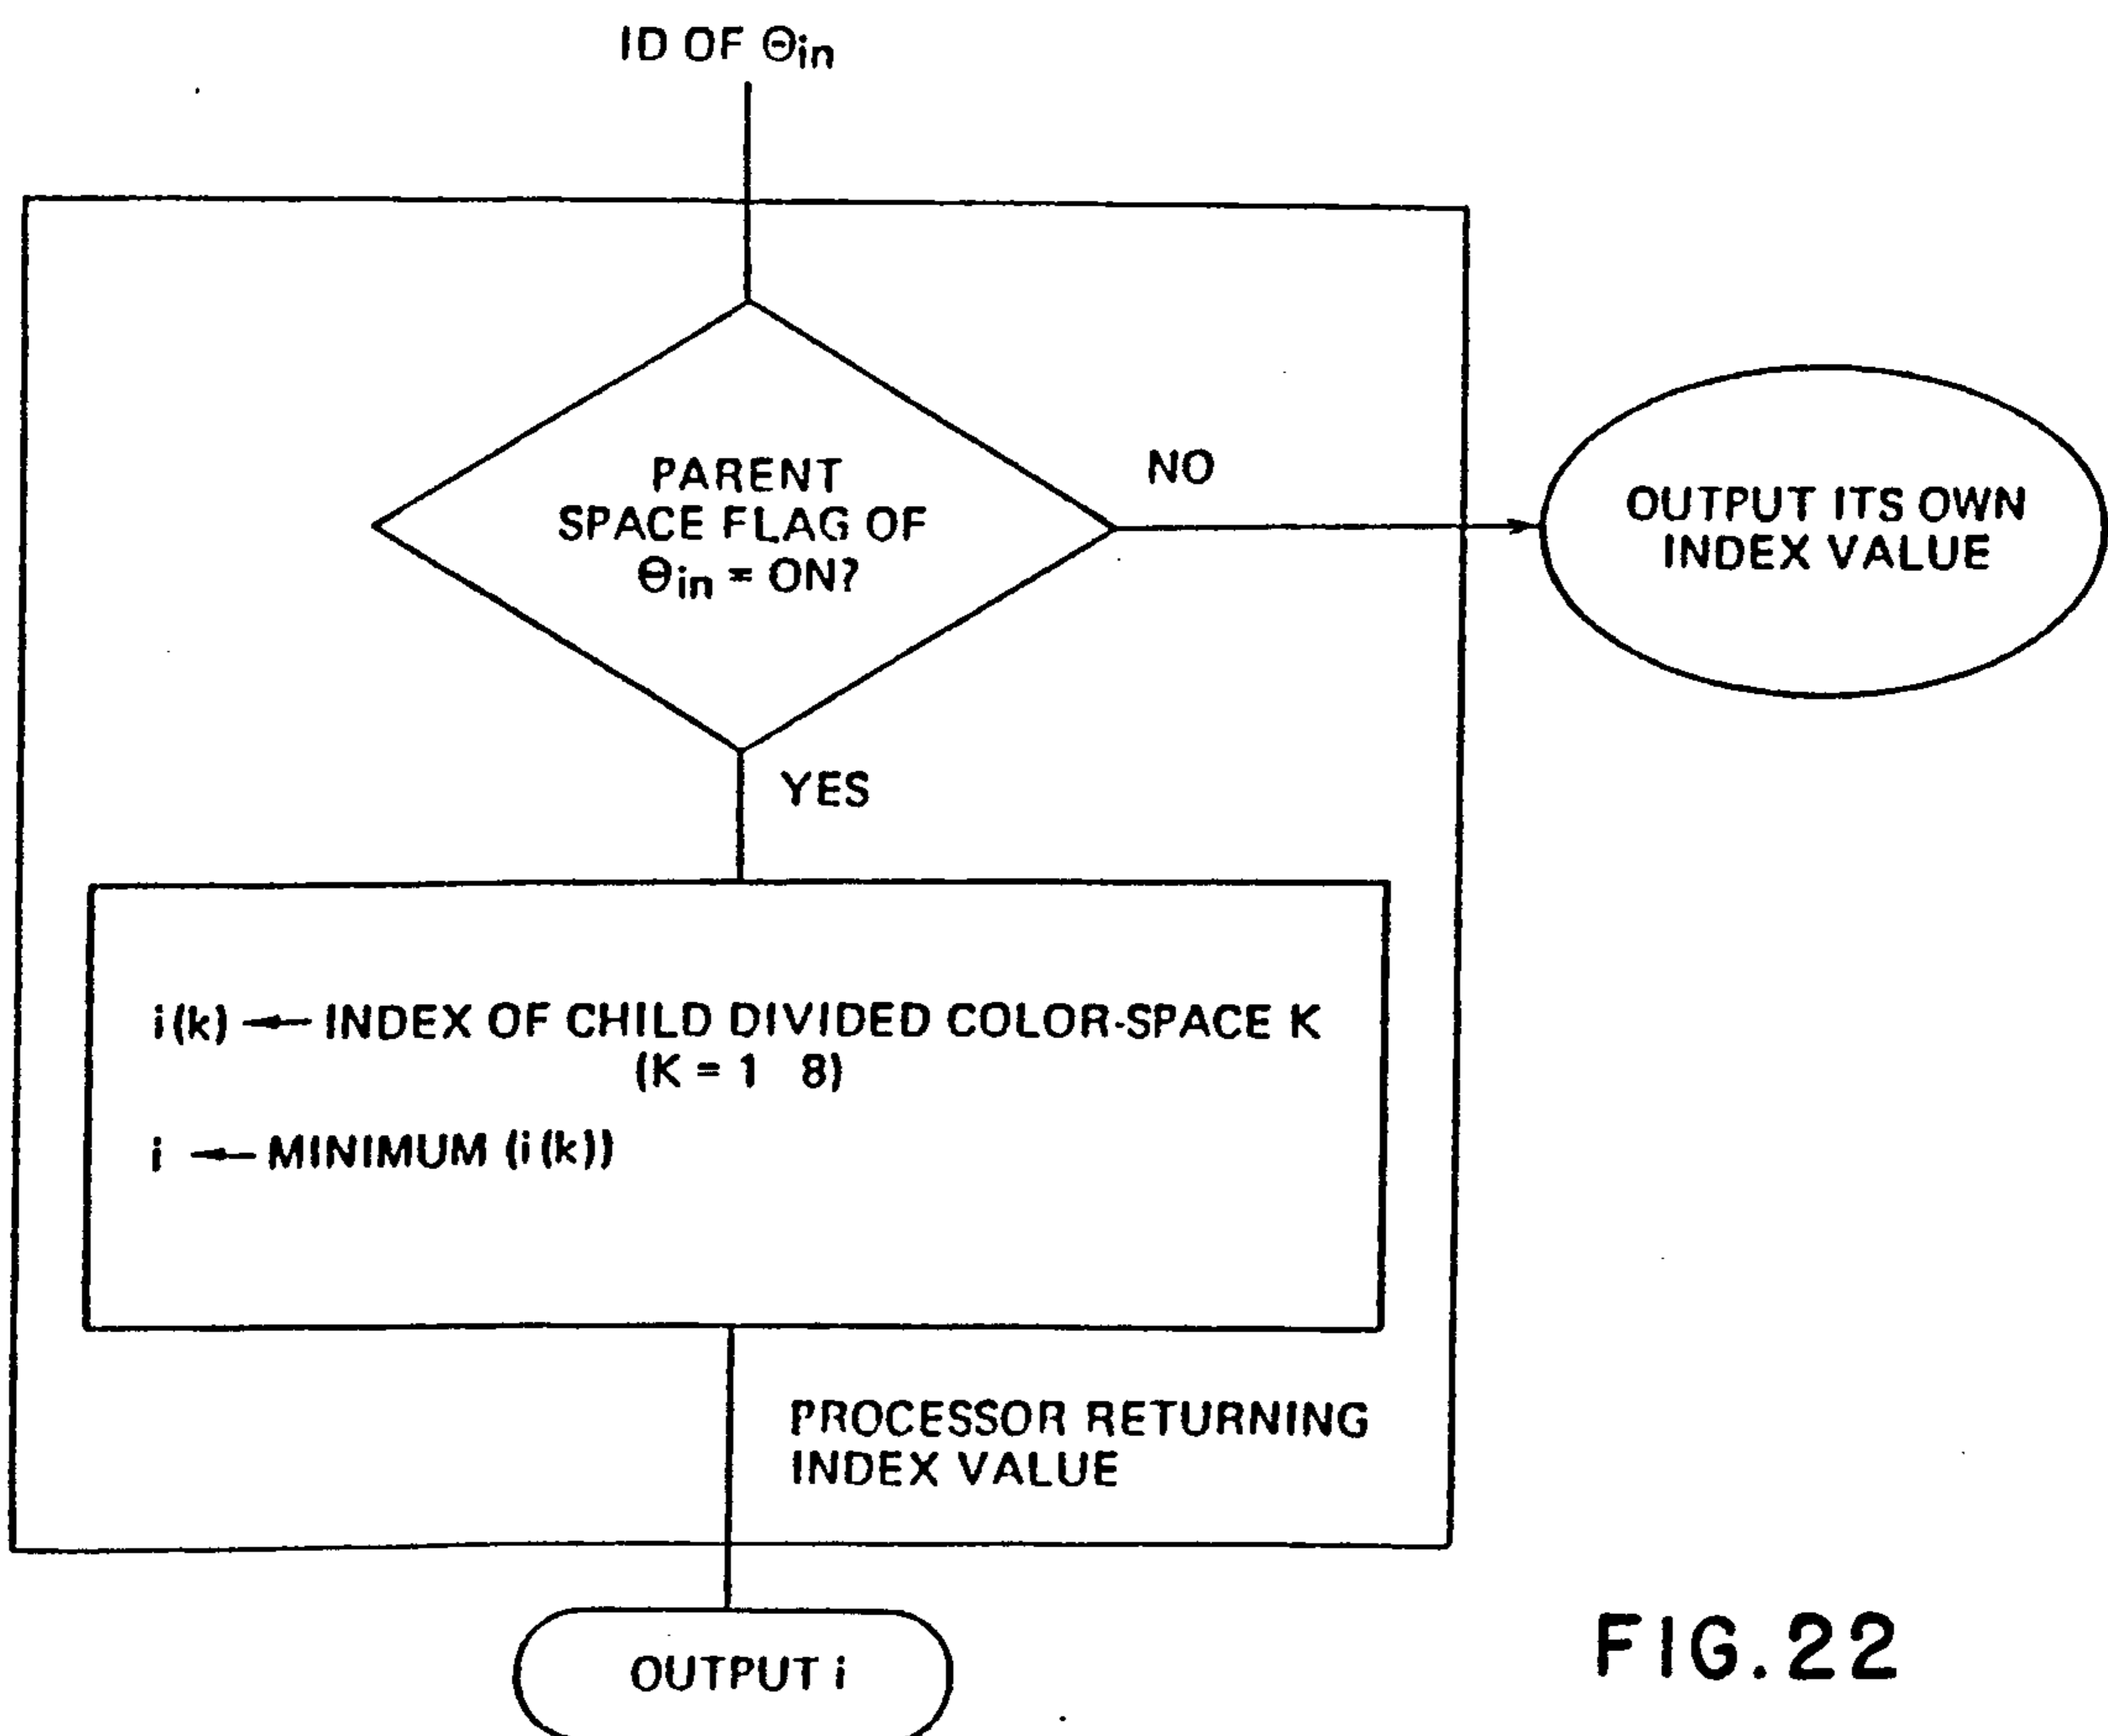 ID OF Θin
PARENT
SPACE FLAG OF
Θin = ON?
NO
OUTPUT ITS OWN
INDEX VALUE
YES
i(k) ← INDEX OF CHILD DIVIDED COLOR-SPACE K
(K = 1 8)
i ← MINIMUM (i(k))
PROCESSOR RETURNING
INDEX VALUE
OUTPUT i
FIG.22